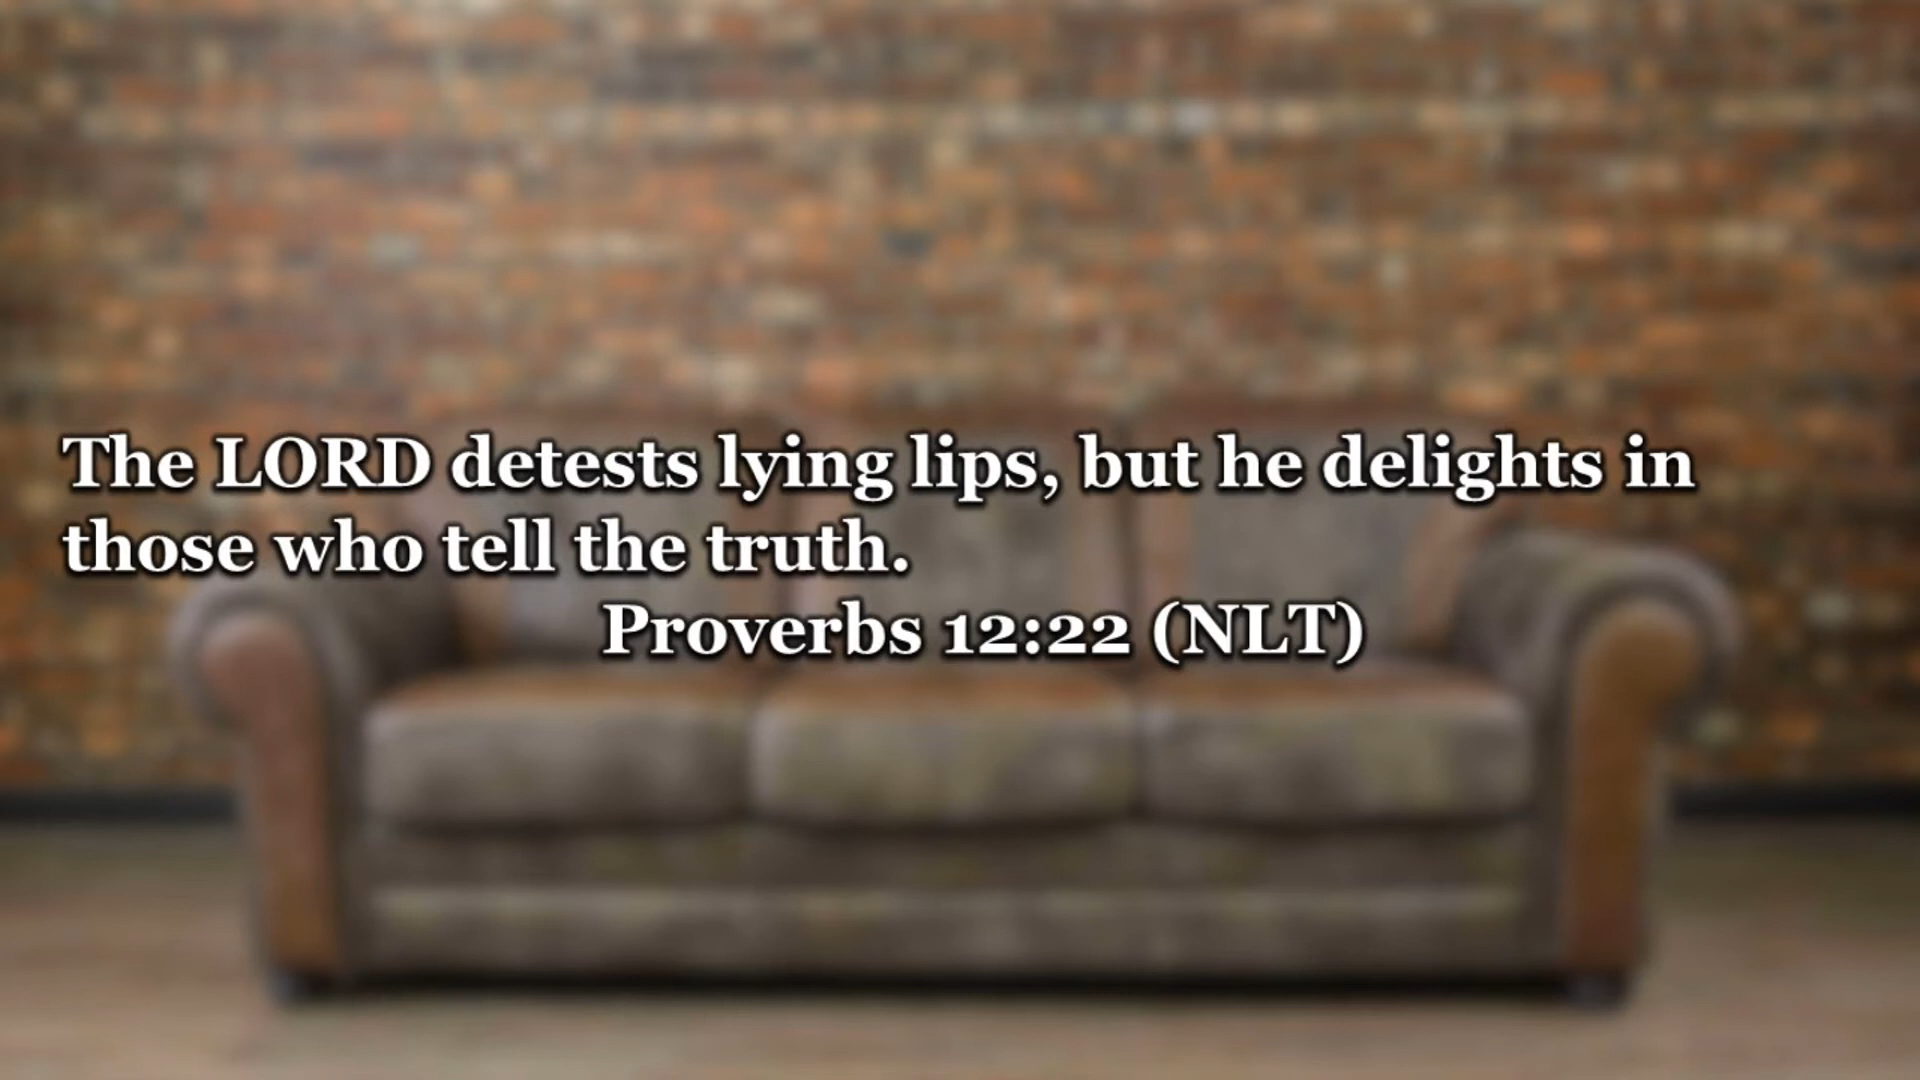 The LORD detests lying lips, but he delights in
those who tell the truth.
Proverbs 12:22 (NLT)